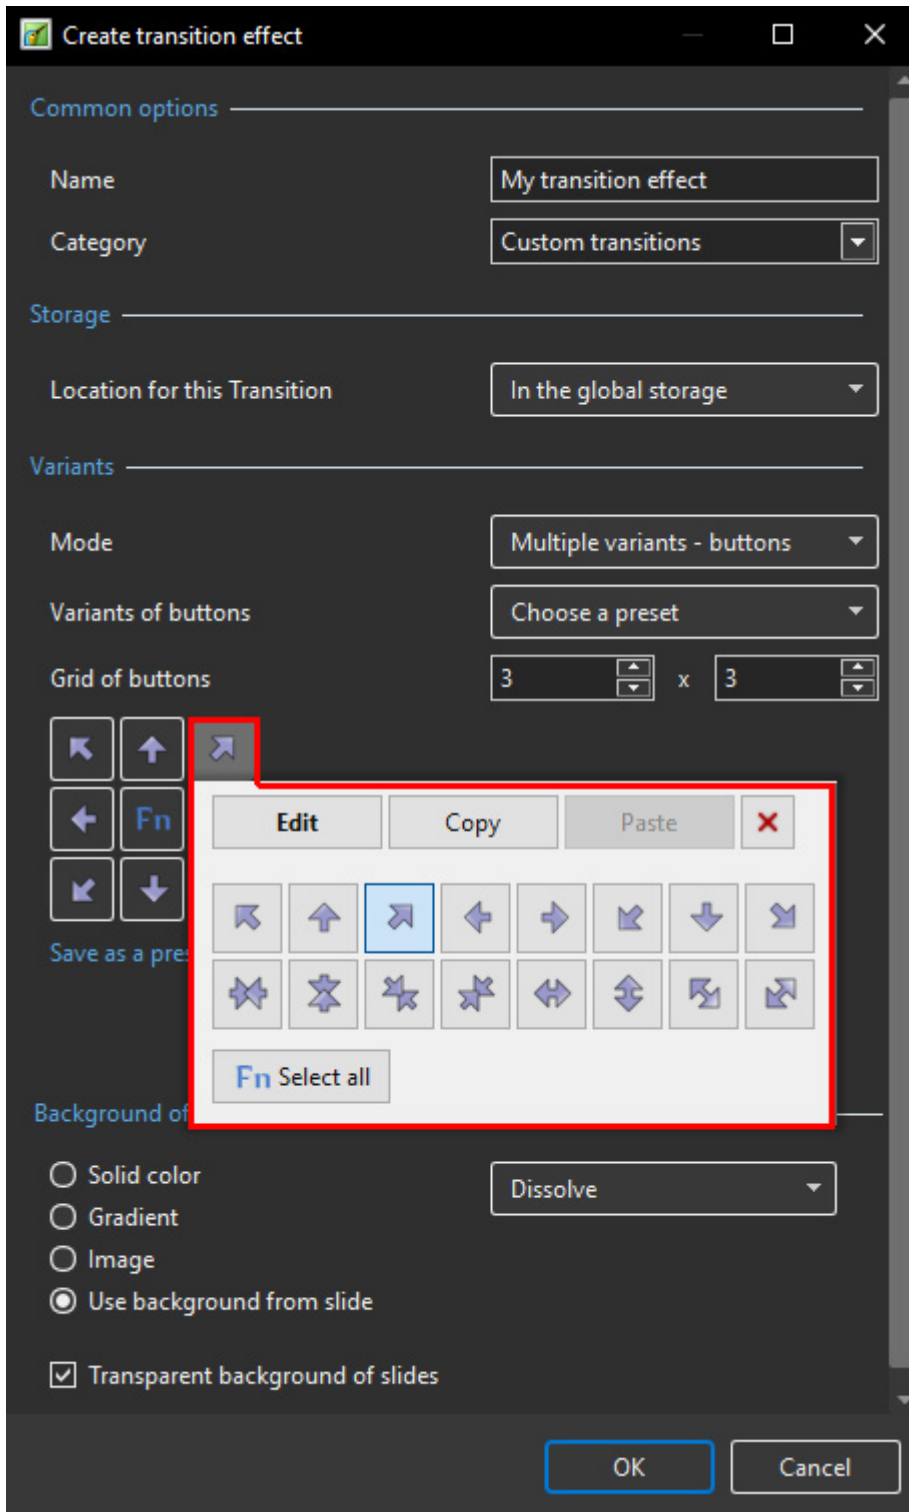 Create transition effect
Common options
Name My transition effect
Category Custom transitions
Storage
Location for this Transition In the global storage
Variants
Mode Multiple variants - buttons
Variants of buttons Choose a preset
Grid of buttons 3 x 3
Edit Copy Paste
Fn
Save as a pres
Fn Select all
Background of
Solid color Dissolve
Gradient
Image
Use background from slide
Transparent background of slides
OK Cancel